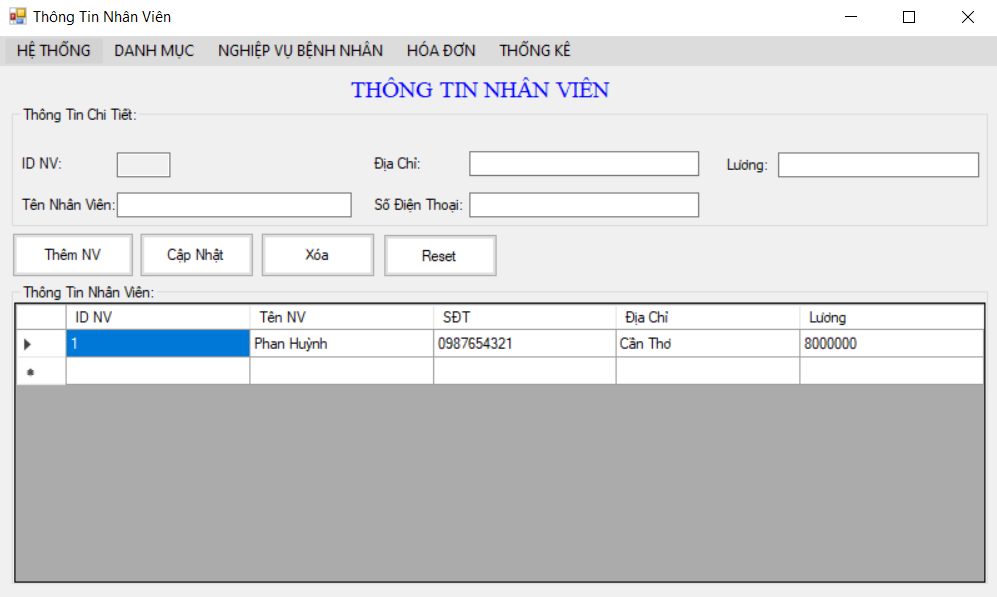 Thông Tin Nhân Viên
HỆ THỐNG DANH MỤC NGHIỆP VỤ BỆNH NHÂN HÓA ĐƠN THỐNG KÊ
THÔNG TIN NHÂN VIÊN
Thông Tin Chi Tiết:
ID NV: Địa Chỉ: Lương:
Tên Nhân Viên: Số Điện Thoại:
Thêm NV Cập Nhật Xóa Reset
Thông Tin Nhân Viên:
ID NV Tên NV SĐT Địa Chỉ Lương
1 Phan Huỳnh 0987654321 Cần Thơ 8000000